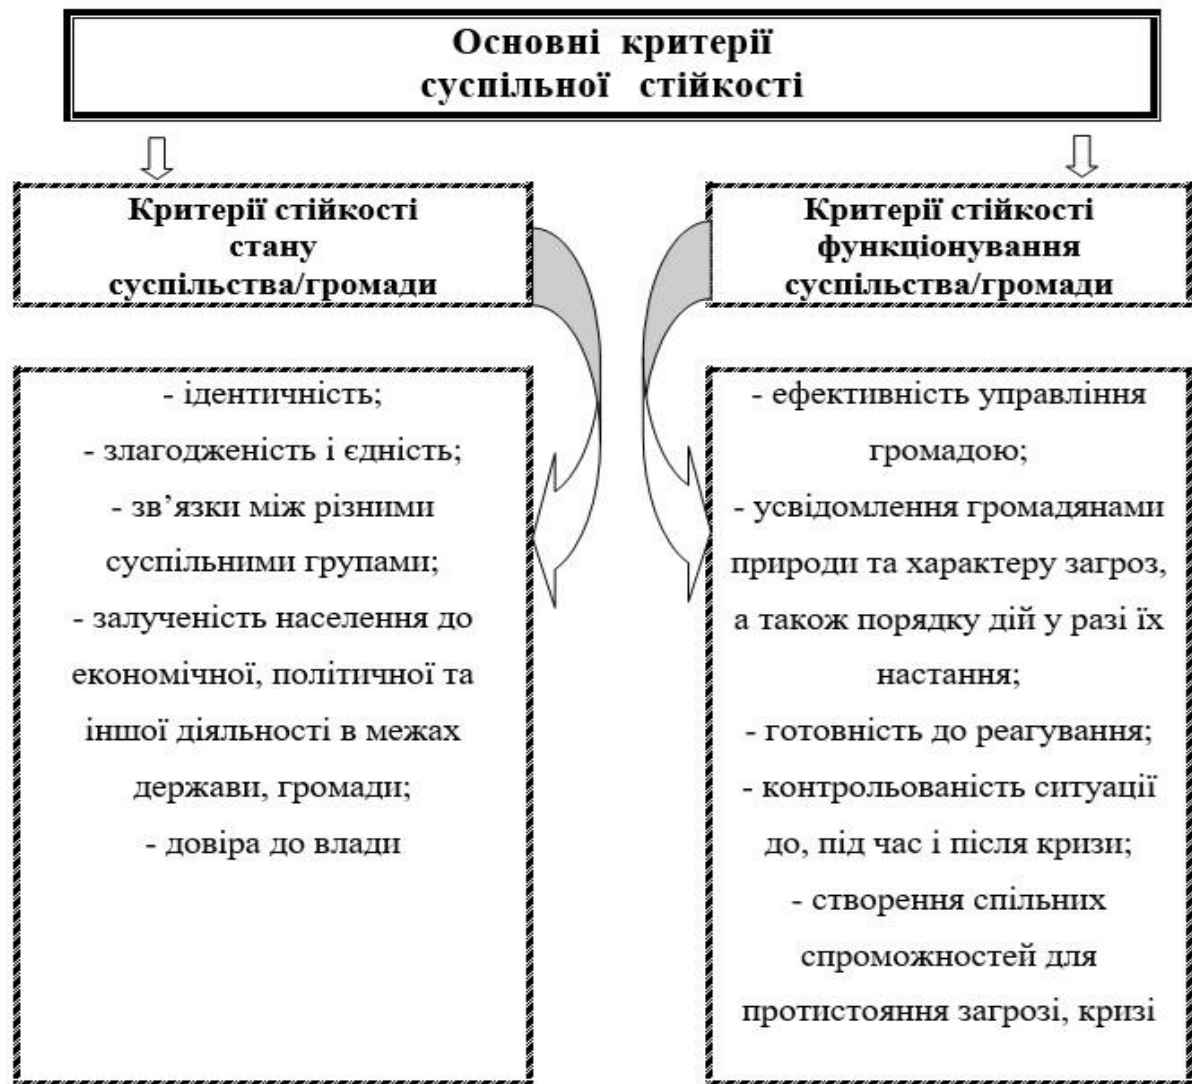 Основні критерії
суспільної стійкості
Критерії стійкості
стану
суспільства/громади
- ідентичність;
- злагодженість і єдність;
- зв’язки між різними
суспільними групами;
- залученість населення до
економічної, політичної та
іншої діяльності в межах
держави, громади;
- довіра до влади
Критерії стійкості
функціонування
суспільства/громади
- ефективність управління
громадою;
- усвідомлення громадянами
природи та характеру загроз,
а також порядку дій у разі їх
настання;
- готовність до реагування;
- контрольованість ситуації
до, під час і після кризи;
- створення спільних
спроможностей для
протистояння загрозі, кризі